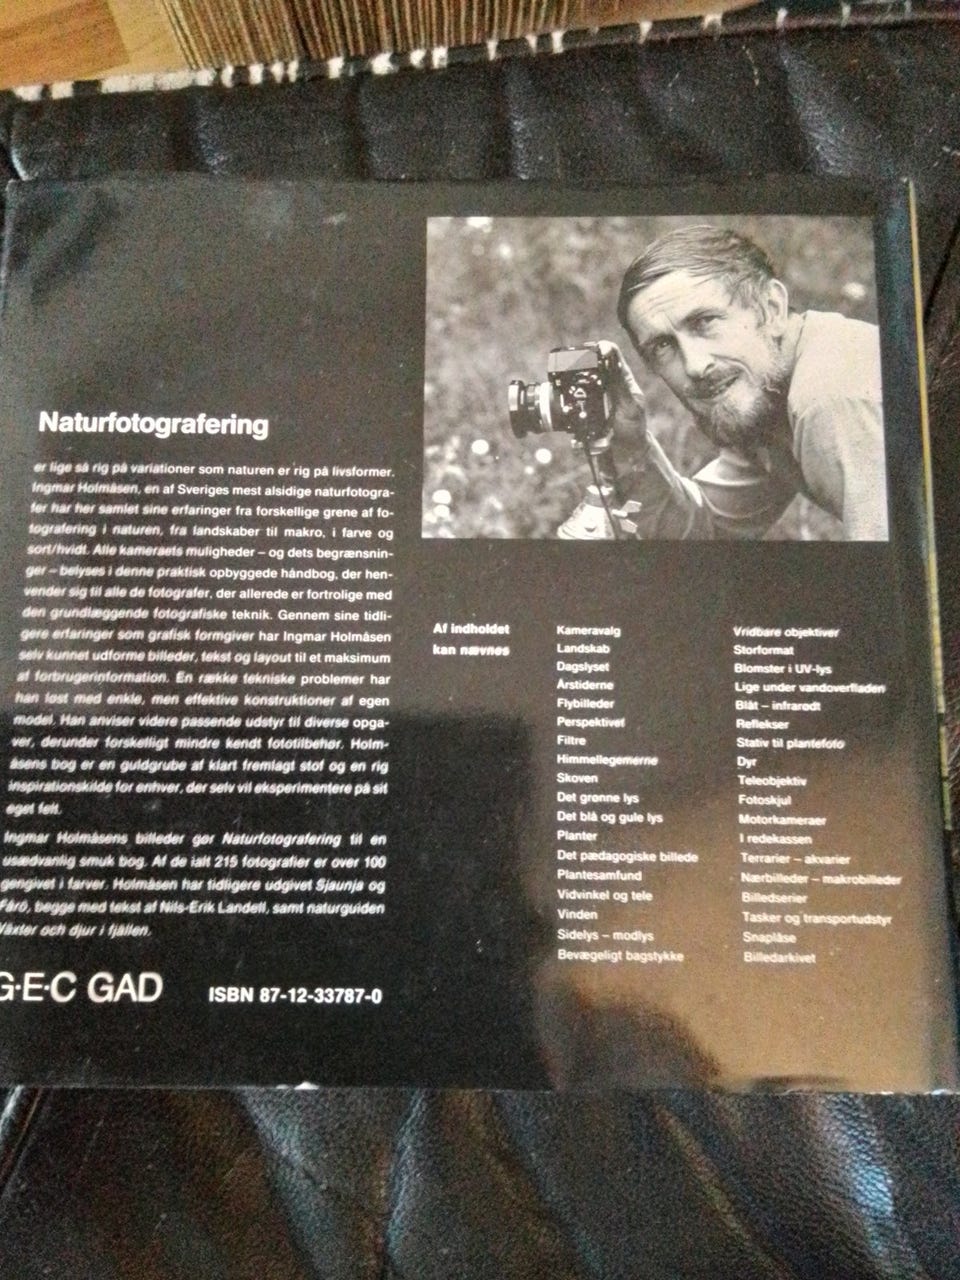 Naturfotografering
er lige så rig på variationer som naturen er rig på livsformer.
Ingmar Holmåsen, en af Sveriges mest alsidige naturfotogra-
fer har her samlet sine erfaringer fra forskellige grene af fo-
tografering i naturen, fra landskaber til makro, i farve og
sort/hvidt. Alle kameraets muligheder – og dets begrænsnin-
ger – belyses i denne praktisk opbyggede håndbog, der hen-
vender sig til alle de fotografer, der allerede er fortrolige med
den grundlæggende fotografiske teknik. Gennem sine tidli-
gere erfaringer som grafisk formgiver har Ingmar Holmåsen
selv kunnet udforme billeder, tekst og layout til et maksimum
af forbrugerinformation. En række tekniske problemer har
han løst med enkle, men effektive konstruktioner af egen
model. Han anviser videre passende udstyr til diverse opga-
ver, derunder forskelligt mindre kendt fototilbehør. Holm-
åsens bog er en guldgrube af klart fremlagt stof og en rig
inspirationskilde for enhver, der selv vil eksperimentere på sit
eget felt.
Ingmar Holmåsens billeder gør Naturfotografering til en
usædvanlig smuk bog. Af de ialt 215 fotografier er over 100
gengivet i farver. Holmåsen har tidligere udgivet Sjaunja og
Fårö, begge med tekst af Nils-Erik Landell, samt naturguiden
Växter och djur i fjällen.
G·E·C GAD
ISBN 87-12-33787-0
Af indholdet
kan nævnes
Kameravalg
Landskab
Dagslyset
Årstiderne
Flybilleder
Perspektivet
Filtre
Himmellegemerne
Skoven
Det grønne lys
Det blå og gule lys
Planter
Det pædagogiske billede
Plantesamfund
Vidvinkel og tele
Vinden
Sidelys – modlys
Bevægeligt bagstykke
Vridbare objektiver
Storformat
Blomster i UV-lys
Lige under vandoverfladen
Blåt – infrarødt
Reflekser
Stativ til plantefoto
Dyr
Teleobjektiv
Fotoskjul
Motorkameraer
I redekassen
Terrarier – akvarier
Nærbilleder – makrobilleder
Billedserier
Tasker og transportudstyr
Snaplåse
Billedarkivet